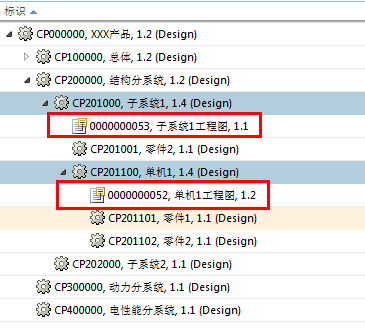 标识
CP000000, XXX产品, 1.2 (Design)
CP100000, 总体, 1.2 (Design)
CP200000, 结构分系统, 1.2 (Design)
CP201000, 子系统1, 1.4 (Design)
0000000053, 子系统1工程图, 1.1
CP201001, 零件2, 1.1 (Design)
CP201100, 单机1, 1.4 (Design)
0000000052, 单机1工程图, 1.2
CP201101, 零件1, 1.1 (Design)
CP201102, 零件2, 1.1 (Design)
CP202000, 子系统2, 1.1 (Design)
CP300000, 动力分系统, 1.1 (Design)
CP400000, 电性能分系统, 1.1 (Design)